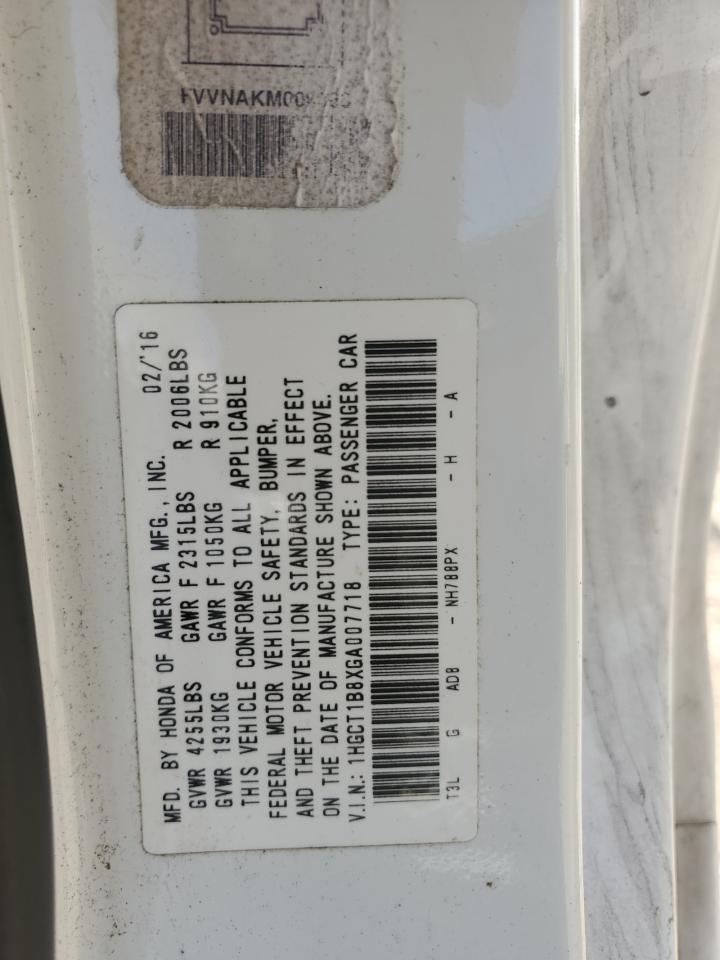 MFD. BY HONDA OF AMERICA MFG., INC. 02/'16
GVWR 4255LBS GAWR F 2315LBS R 2006LBS
GVWR 1930KG GAWR F 1050KG R 910KG
THIS VEHICLE CONFORMS TO ALL APPLICABLE
FEDERAL MOTOR VEHICLE SAFETY, BUMPER,
AND THEFT PREVENTION STANDARDS IN EFFECT
ON THE DATE OF MANUFACTURE SHOWN ABOVE.
V.I.N.: 1HGCT1B8XGA007718 TYPE: PASSENGER CAR
T3L G AD8 - NH788PX - H - A